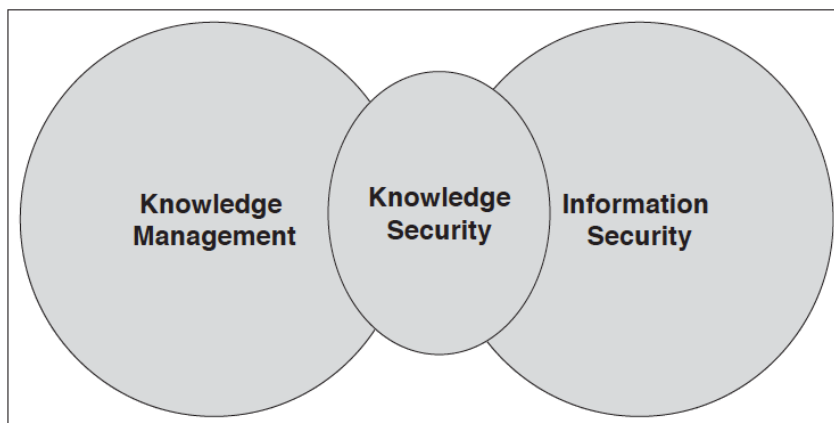 Knowledge
Management
Knowledge
Security
Information
Security